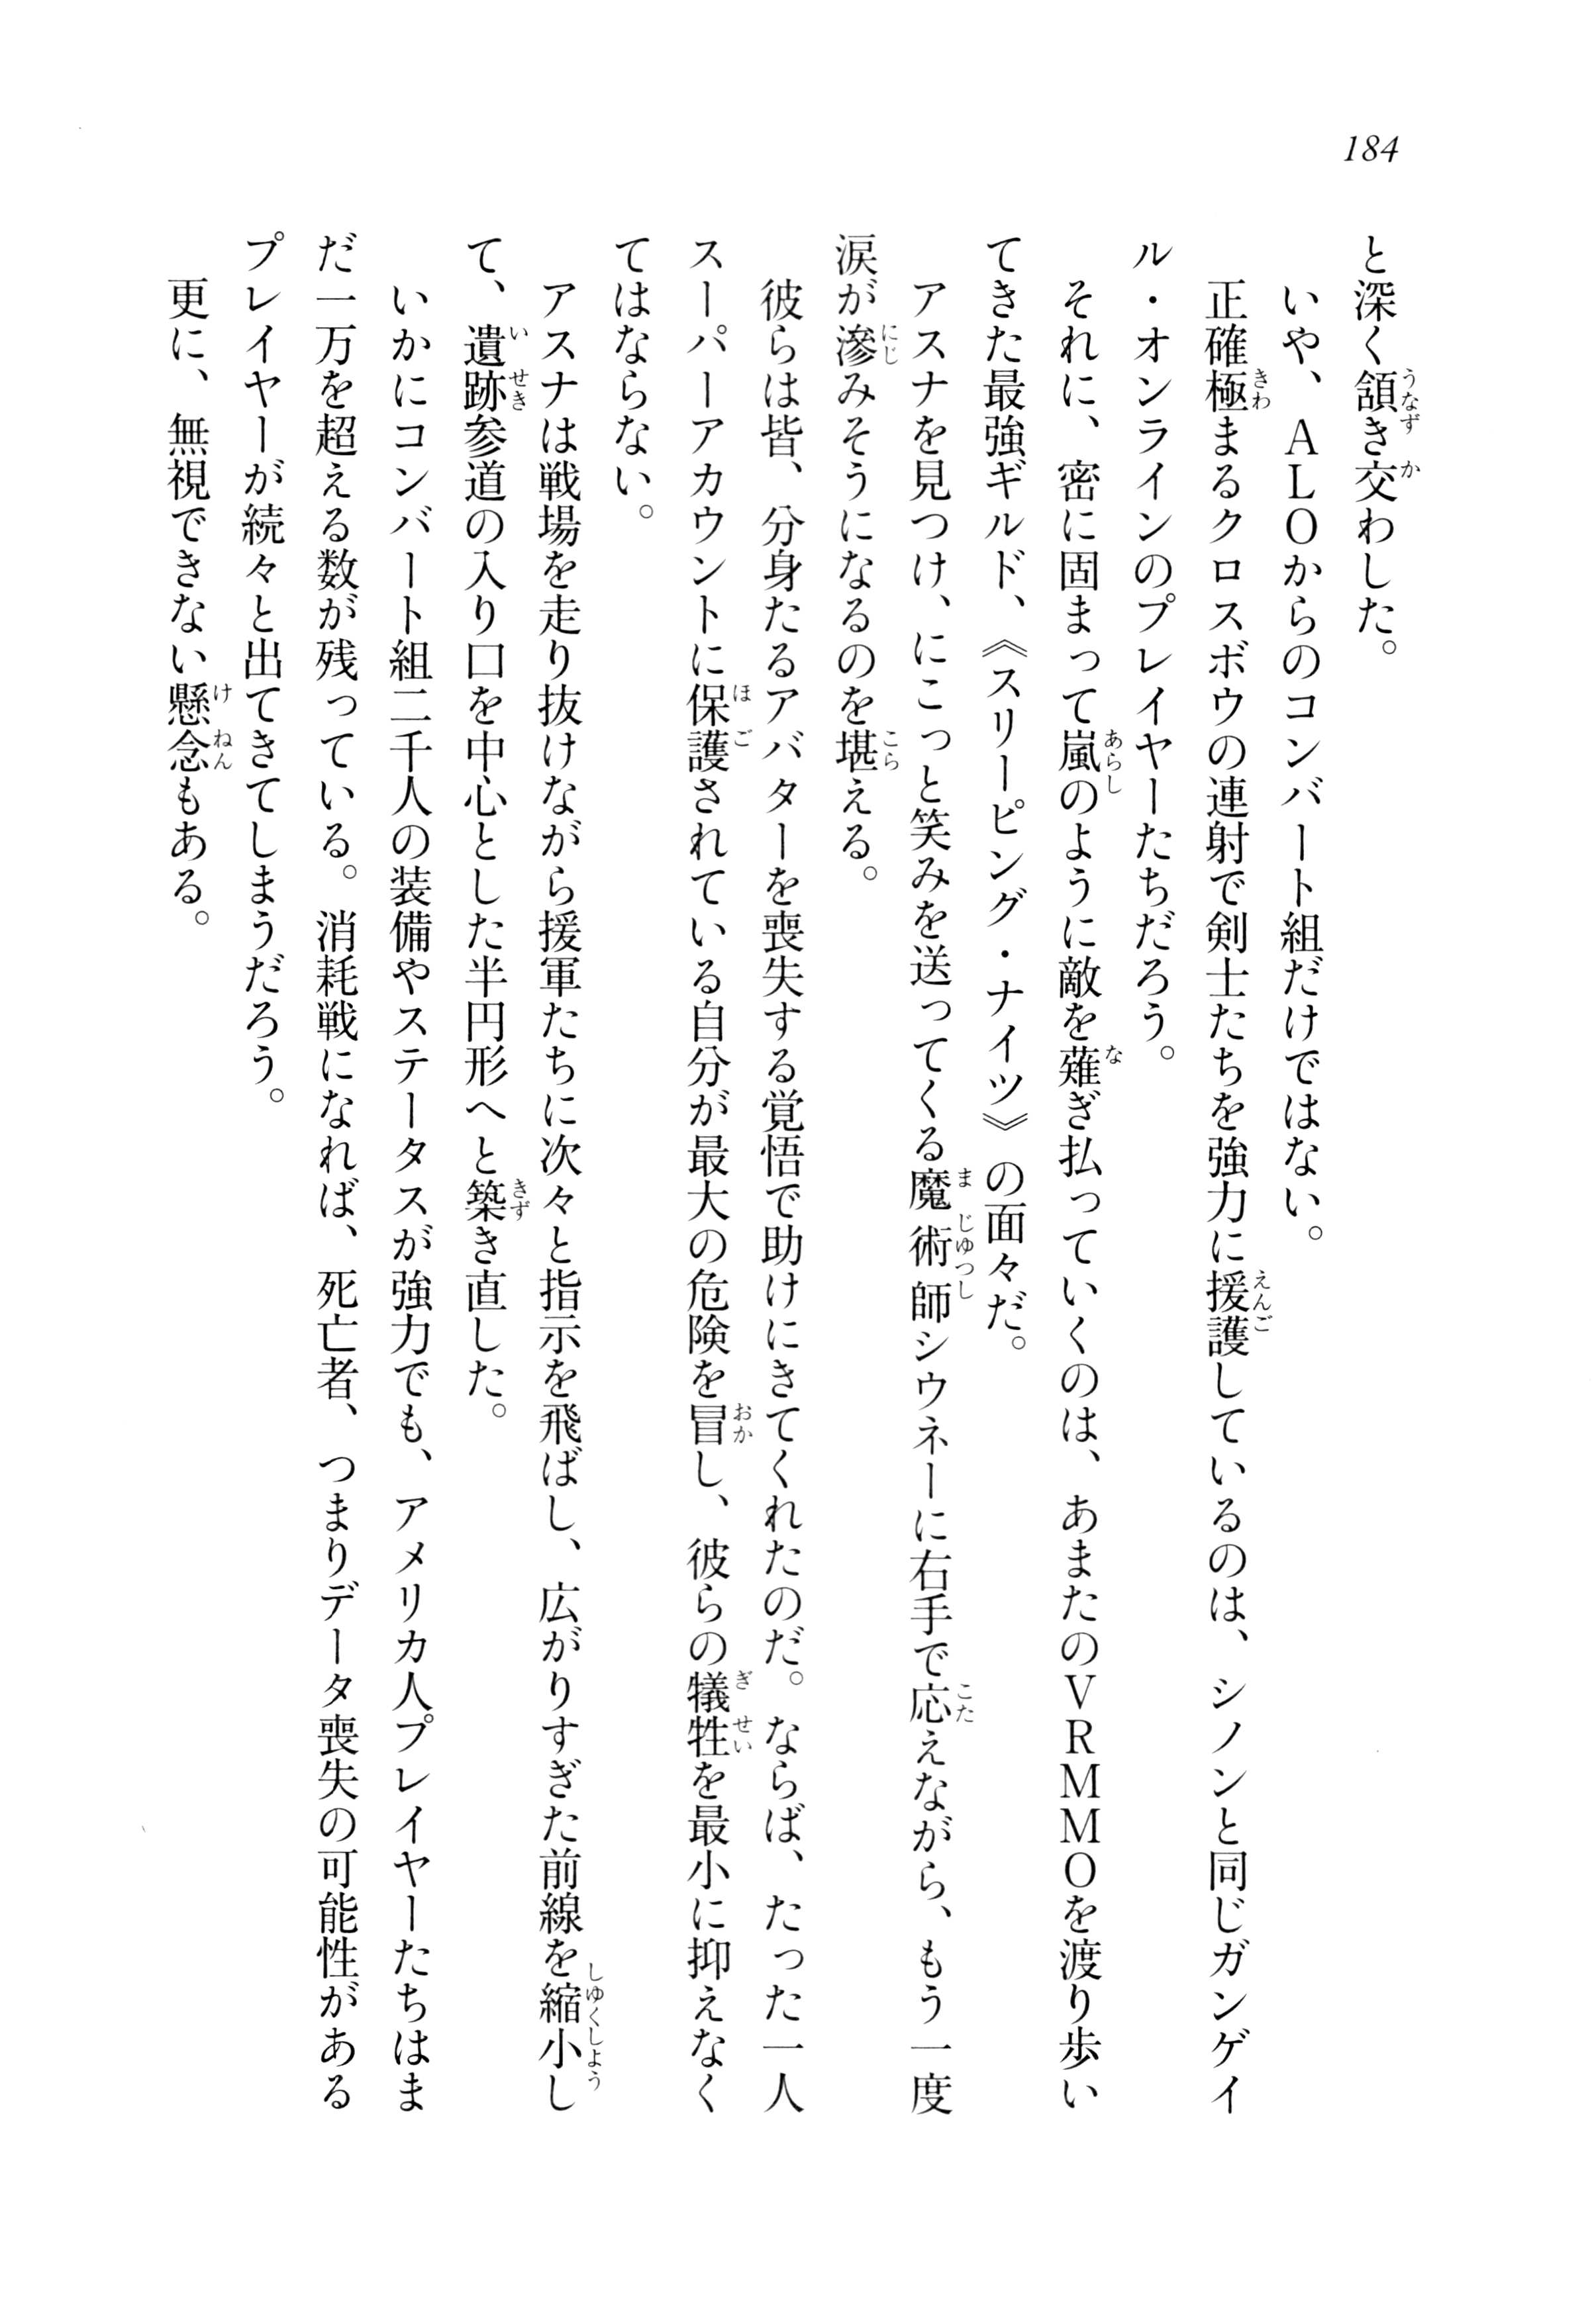 184
と深く頷き交わした。
いや、ALOからのコンバート組だけではない。
正確極まるクロスボウの連射で剣士たちを強力に援護しているのは、シノンと同じガンゲイ
ル・オンラインのプレイヤーたちだろう。
それに、密に固まって嵐のように敵を薙ぎ払っていくのは、あまたのVRMMOを渡り歩い
てきた最強ギルド、《スリーピング・ナイツ》の面々だ。
アスナを見つけ、にこっと笑みを送ってくる魔術師シウネーに右手で応えながら、もう一度
涙が滲みそうになるのを堪える。
彼らは皆、分身たるアバターを喪失する覚悟で助けにきてくれたのだ。ならば、たった一人
スーパーアカウントに保護されている自分が最大の危険を冒し、彼らの犠牲を最小に抑えなく
てはならない。
アスナは戦場を走り抜けながら援軍たちに次々と指示を飛ばし、広がりすぎた前線を縮小し
て、遺跡参道の入り口を中心とした半円形へと築き直した。
いかにコンバート組二千人の装備やステータスが強力でも、アメリカ人プレイヤーたちはま
だ一万を超える数が残っている。消耗戦になれば、死亡者、つまりデータ喪失の可能性がある
プレイヤーが続々と出てきてしまうだろう。
更に、無視できない懸念もある。